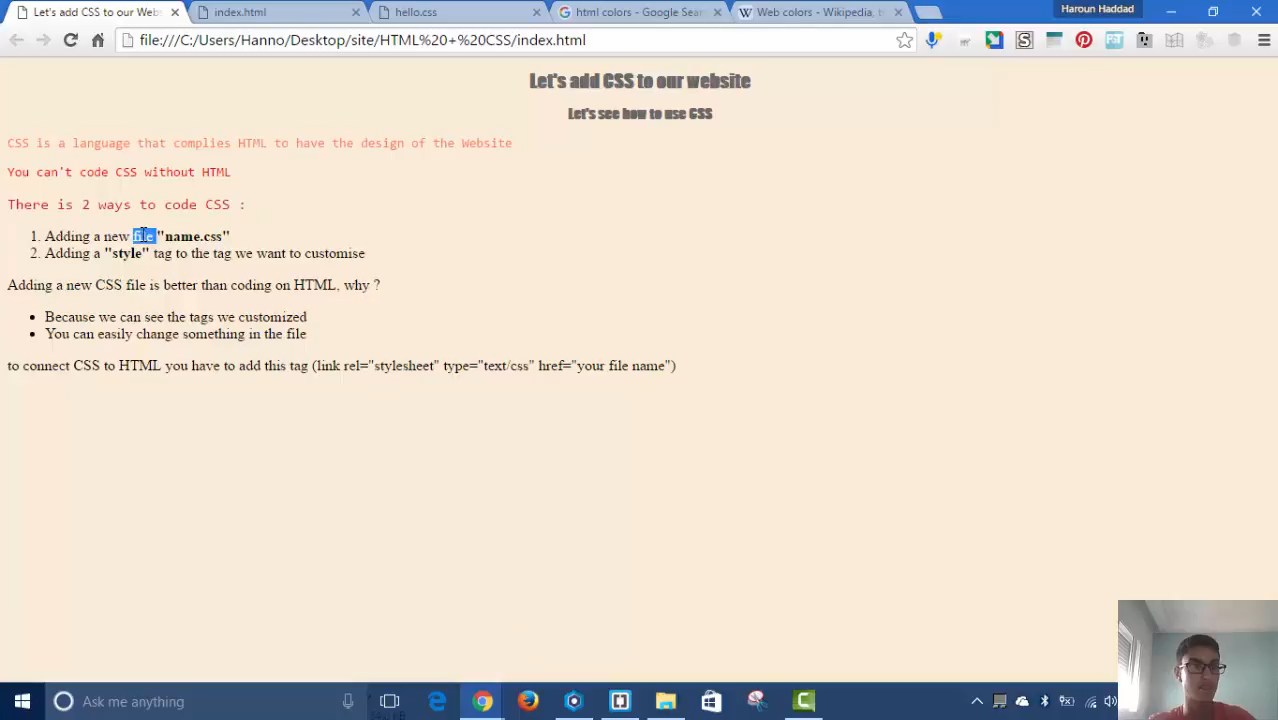 Let's add CSS to our Web
index.html
hello.css
html colors - Google Sear
Web colors - Wikipedia, t
Haroun Haddad
file:///C:/Users/Hanno/Desktop/site/HTML%20+%20CSS/index.html
Let's add CSS to our website
Let's see how to use CSS
CSS is a language that complies HTML to have the design of the Website
You can't code CSS without HTML
There is 2 ways to code CSS :
1. Adding a new file "name.css"
2. Adding a "style" tag to the tag we want to customise
Adding a new CSS file is better than coding on HTML, why ?
• Because we can see the tags we customized
• You can easily change something in the file
to connect CSS to HTML you have to add this tag (link rel="stylesheet" type="text/css" href="your file name")
Ask me anything